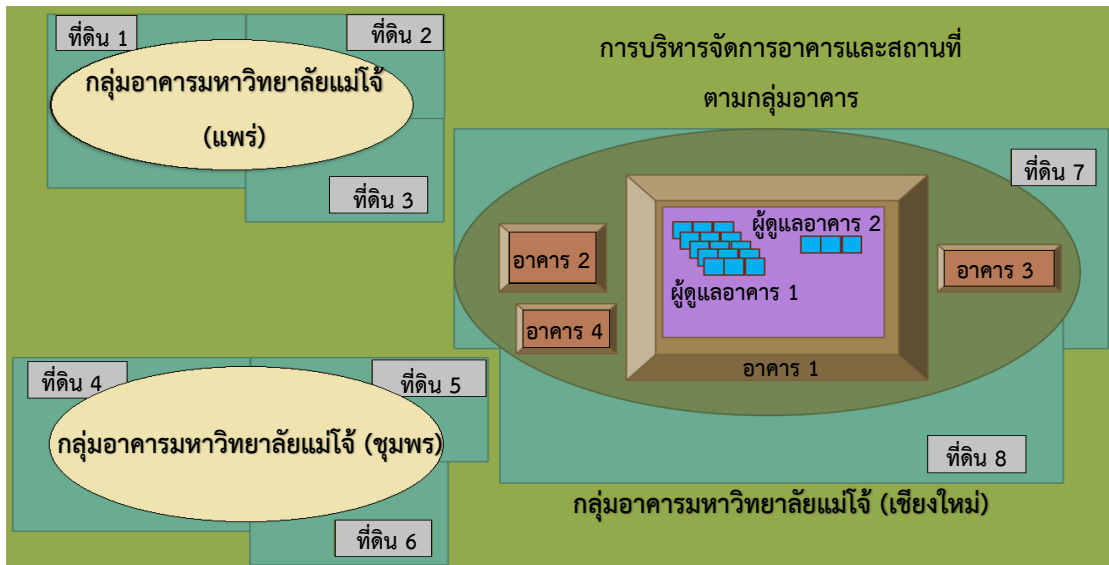 ที่ดิน 1
ที่ดิน 2
กลุ่มอาคารมหาวิทยาลัยแม่โจ้
(แพร่)
ที่ดิน 3
การบริหารจัดการอาคารและสถานที่
ตามกลุ่มอาคาร
ที่ดิน 7
ผู้ดูแลอาคาร 2
อาคาร 2
อาคาร 3
ผู้ดูแลอาคาร 1
อาคาร 4
อาคาร 1
ที่ดิน 8
กลุ่มอาคารมหาวิทยาลัยแม่โจ้ (เชียงใหม่)
ที่ดิน 4
ที่ดิน 5
กลุ่มอาคารมหาวิทยาลัยแม่โจ้ (ชุมพร)
ที่ดิน 6